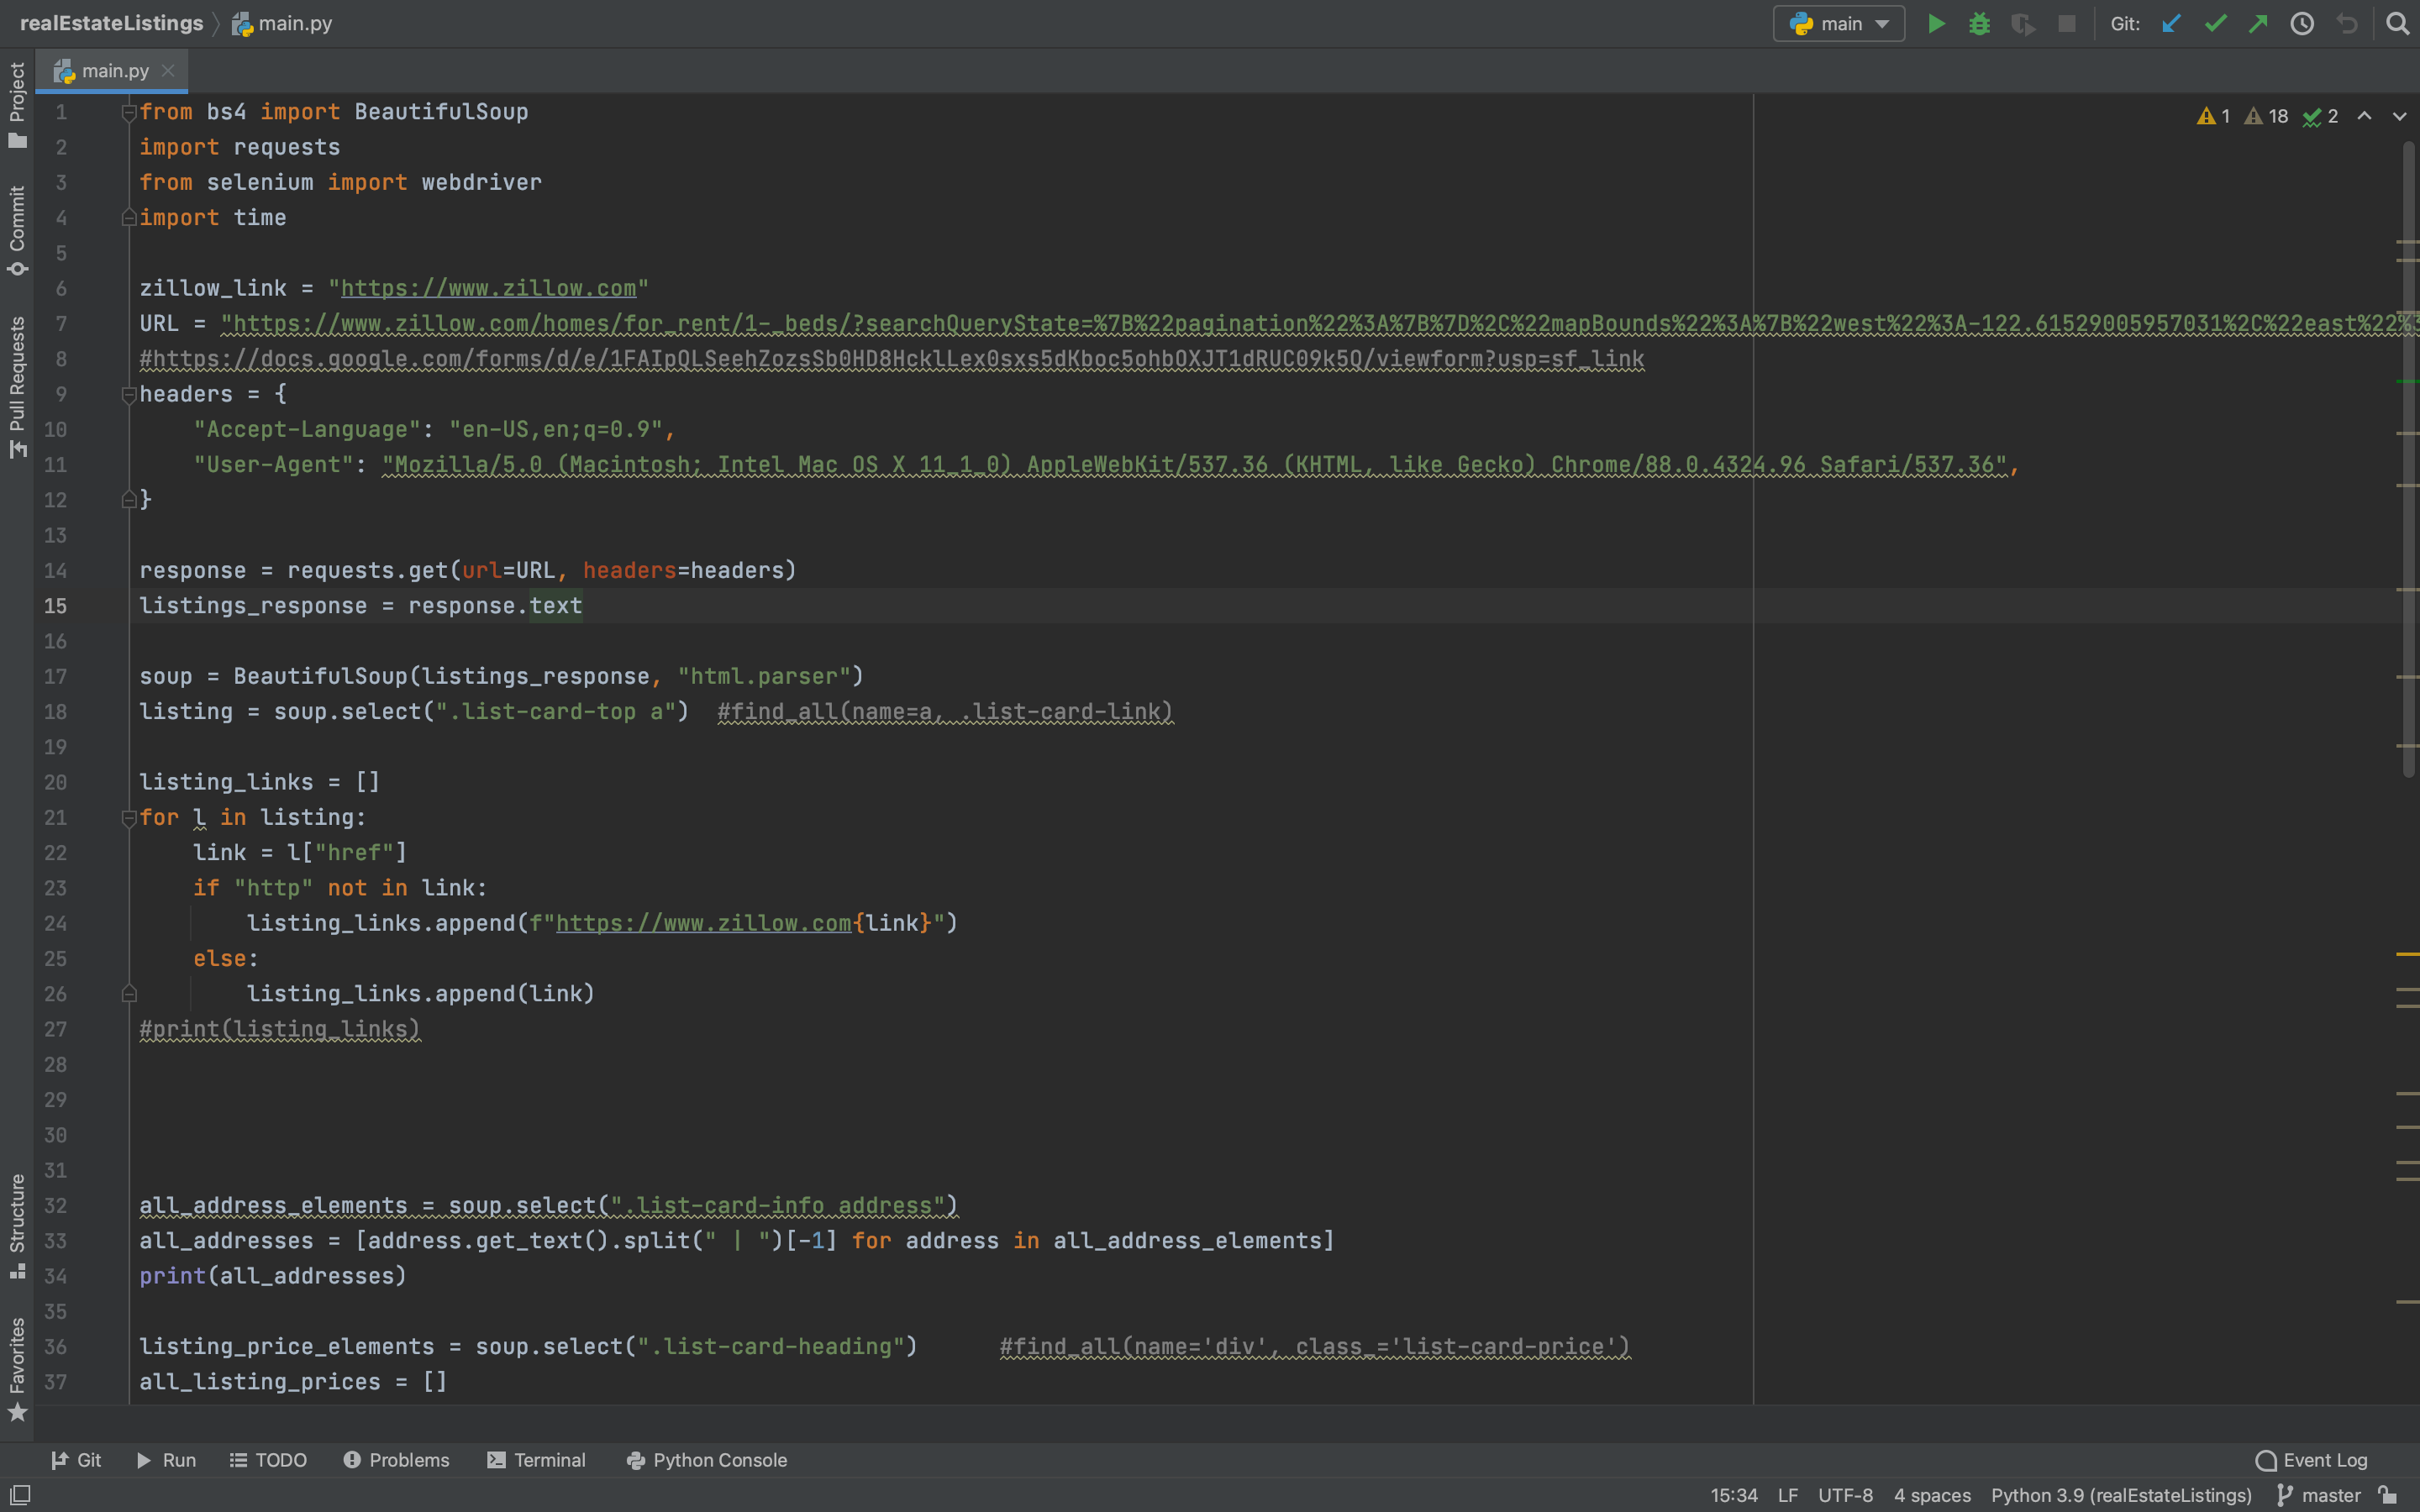 realEstateListings main.py
main Git:
main.py
1 18 2
Project
Commit
Pull Requests
Structure
Favorites
1 from bs4 import BeautifulSoup
2 import requests
3 from selenium import webdriver
4 import time
5
6 zillow_link = "https://www.zillow.com"
7 URL = "https://www.zillow.com/homes/for_rent/1-_beds/?searchQueryState=%7B%22pagination%22%3A%7B%7D%2C%22mapBounds%22%3A%7B%22west%22%3A-122.61529005957031%2C%22east%22%3
8 #https://docs.google.com/forms/d/e/1FAIpQLSeehZozsSb0HD8HcklLex0sxs5dKboc5ohbOXJT1dRUC09k5Q/viewform?usp=sf_link
9 headers = {
10     "Accept-Language": "en-US,en;q=0.9",
11     "User-Agent": "Mozilla/5.0 (Macintosh; Intel Mac OS X 11_1_0) AppleWebKit/537.36 (KHTML, like Gecko) Chrome/88.0.4324.96 Safari/537.36",
12 }
13
14 response = requests.get(url=URL, headers=headers)
15 listings_response = response.text
16
17 soup = BeautifulSoup(listings_response, "html.parser")
18 listing = soup.select(".list-card-top a")  #find_all(name=a, .list-card-link)
19
20 listing_links = []
21 for l in listing:
22     link = l["href"]
23     if "http" not in link:
24         listing_links.append(f"https://www.zillow.com{link}")
25     else:
26         listing_links.append(link)
27 #print(listing_links)
28
29
30
31
32 all_address_elements = soup.select(".list-card-info address")
33 all_addresses = [address.get_text().split(" | ")[-1] for address in all_address_elements]
34 print(all_addresses)
35
36 listing_price_elements = soup.select(".list-card-heading")      #find_all(name='div', class_='list-card-price')
37 all_listing_prices = []
Git Run TODO Problems Terminal Python Console Event Log
15:34 LF UTF-8 4 spaces Python 3.9 (realEstateListings) master